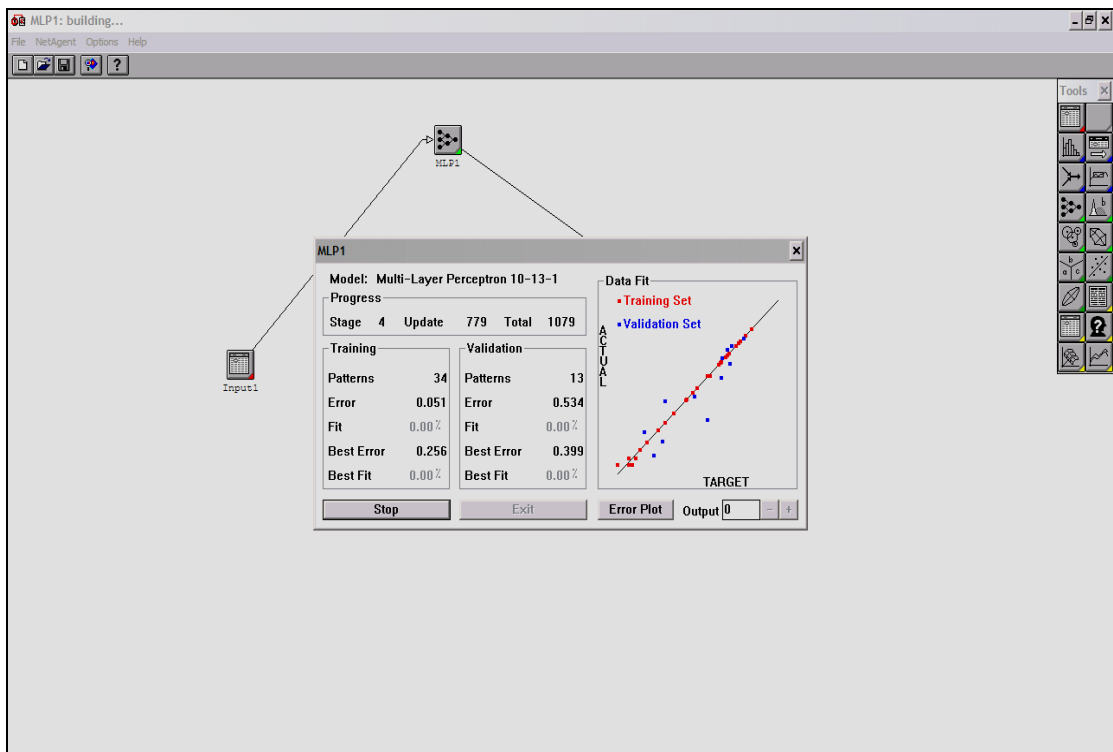 MLP1: building...
File NetAgent Options Help
?
Tools
MLP1
Input1
b
b
a c
?
MLP1
Model: Multi-Layer Perceptron 10-13-1
Progress
Stage 4 Update 779 Total 1079
Training
Patterns 34
Error 0.051
Fit 0.00%
Best Error 0.256
Best Fit 0.00%
Validation
Patterns 13
Error 0.534
Fit 0.00%
Best Error 0.399
Best Fit 0.00%
Data Fit
Training Set
Validation Set
ACTUAL
TARGET
Stop
Exit
Error Plot
Output 0 - +